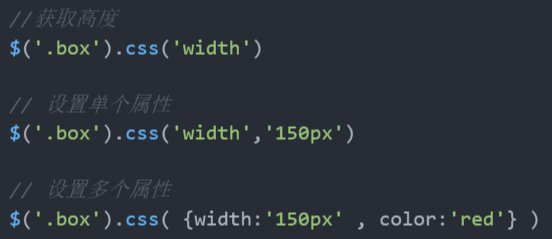 //获取高度
$('.box').css('width')
// 设置单个属性
$('.box').css('width','150px')
// 设置多个属性
$('.box').css( {width:'150px' , color:'red'} )